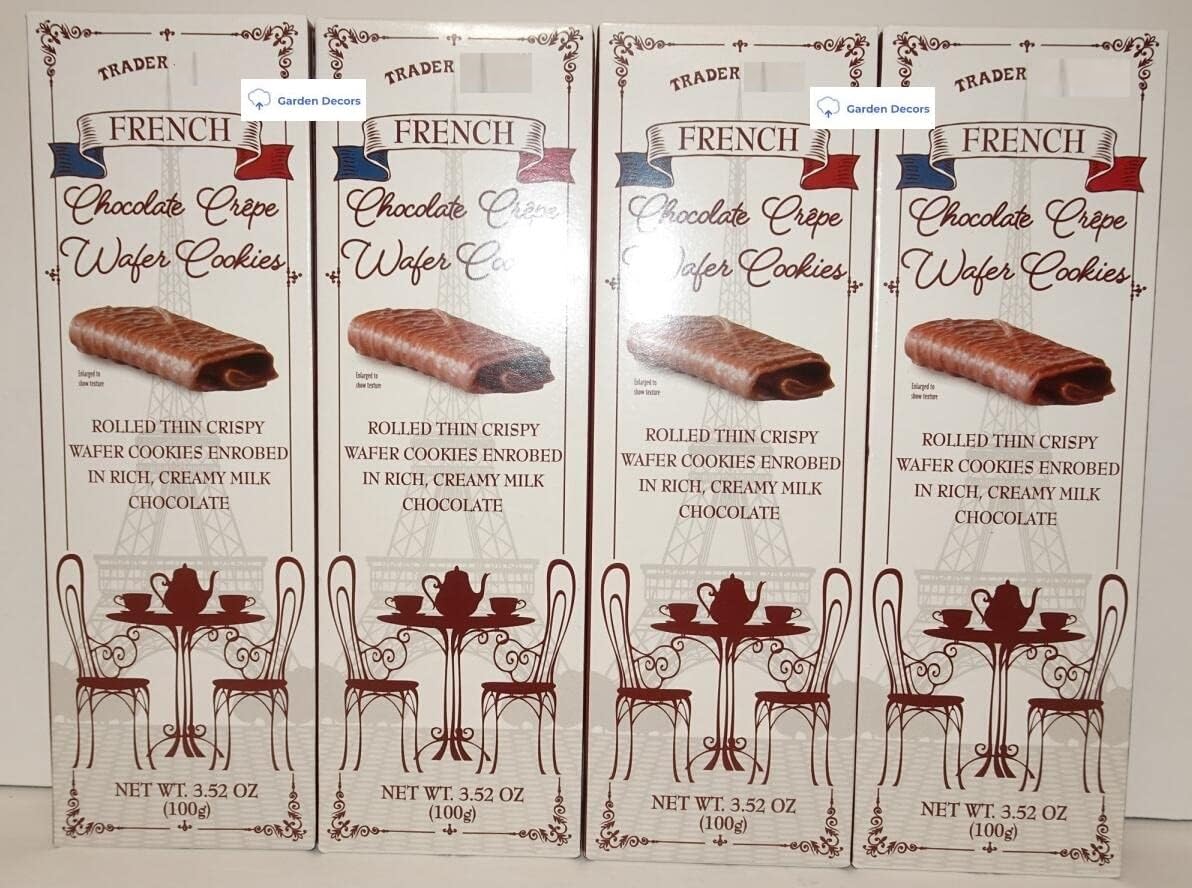 TRADER
FRENCH
Chocolate Crêpe
Wafer Cookies
Enlarged to
show texture
ROLLED THIN CRISPY
WAFER COOKIES ENROBED
IN RICH, CREAMY MILK
CHOCOLATE
NET WT. 3.52 OZ
(100g)
Garden Decors
TRADER
FRENCH
Chocolate Crêpe
Wafer
Enlarged to
show texture
ROLLED THIN CRISPY
WAFER COOKIES ENROBED
IN RICH, CREAMY MILK
CHOCOLATE
NET WT. 3.52 OZ
(100g)
TRADER
FRENCH
Chocolate Crêpe
Wafer Cookies
Enlarged to
show texture
ROLLED THIN CRISPY
WAFER COOKIES ENROBED
IN RICH, CREAMY MILK
CHOCOLATE
NET WT. 3.52 OZ
(100g)
Garden Decors
TRADER
FRENCH
Chocolate Crêpe
Wafer Cookies
Enlarged to
show texture
ROLLED THIN CRISPY
WAFER COOKIES ENROBED
IN RICH, CREAMY MILK
CHOCOLATE
NET WT. 3.52 OZ
(100g)